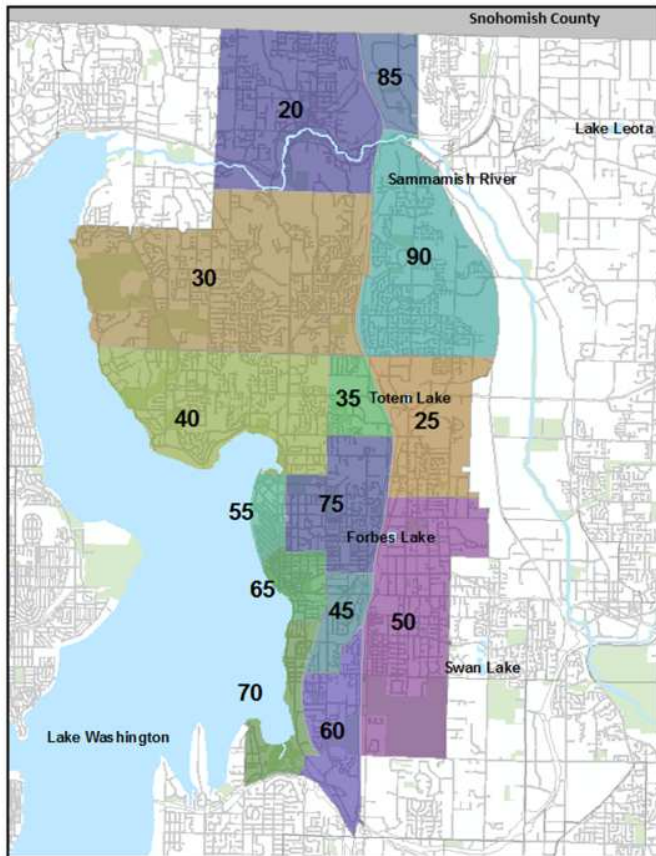 Snohomish County
85
20
Lake Leota
Sammamish River
90
30
35
Totem Lake
40
25
55
75
Forbes Lake
65
45
50
Swan Lake
70
60
Lake Washington